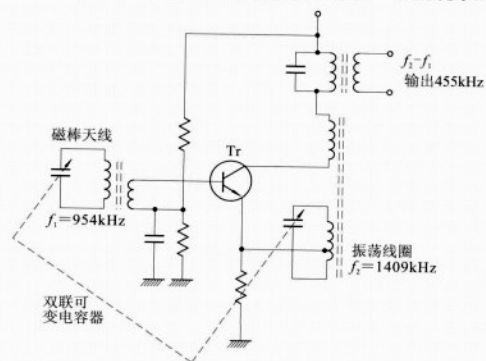 f₂-f₁
输出455kHz
磁棒天线
Tr
f₁=954kHz
振荡线圈
f₂=1409kHz
双联可
变电容器